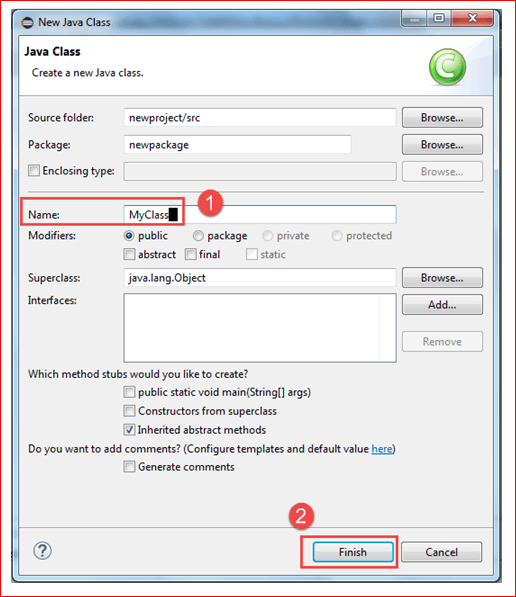 New Java Class
Java Class
Create a new Java class.
C
Source folder: newproject/src Browse...
Package: newpackage Browse...
Enclosing type: Browse...
1
Name: MyClass
Modifiers: public package private protected
abstract final static
Superclass: java.lang.Object Browse...
Interfaces: Add...
Remove
Which method stubs would you like to create?
public static void main(String[] args)
Constructors from superclass
Inherited abstract methods
Do you want to add comments? (Configure templates and default value here)
Generate comments
2
? Finish Cancel